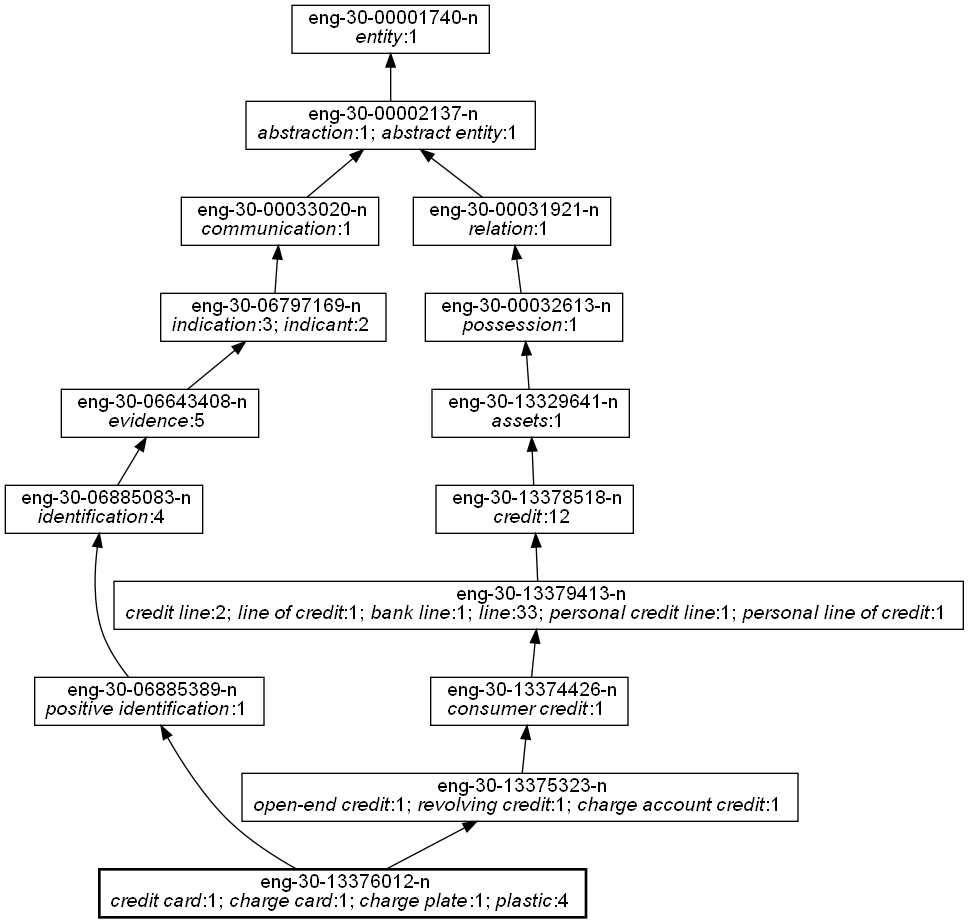 eng-30-00001740-n
entity:1
eng-30-00002137-n
abstraction:1; abstract entity:1
eng-30-00033020-n
communication:1
eng-30-00031921-n
relation:1
eng-30-06797169-n
indication:3; indicant:2
eng-30-00032613-n
possession:1
eng-30-06643408-n
evidence:5
eng-30-13329641-n
assets:1
eng-30-06885083-n
identification:4
eng-30-13378518-n
credit:12
eng-30-13379413-n
credit line:2; line of credit:1; bank line:1; line:33; personal credit line:1; personal line of credit:1
eng-30-06885389-n
positive identification:1
eng-30-13374426-n
consumer credit:1
eng-30-13375323-n
open-end credit:1; revolving credit:1; charge account credit:1
eng-30-13376012-n
credit card:1; charge card:1; charge plate:1; plastic:4